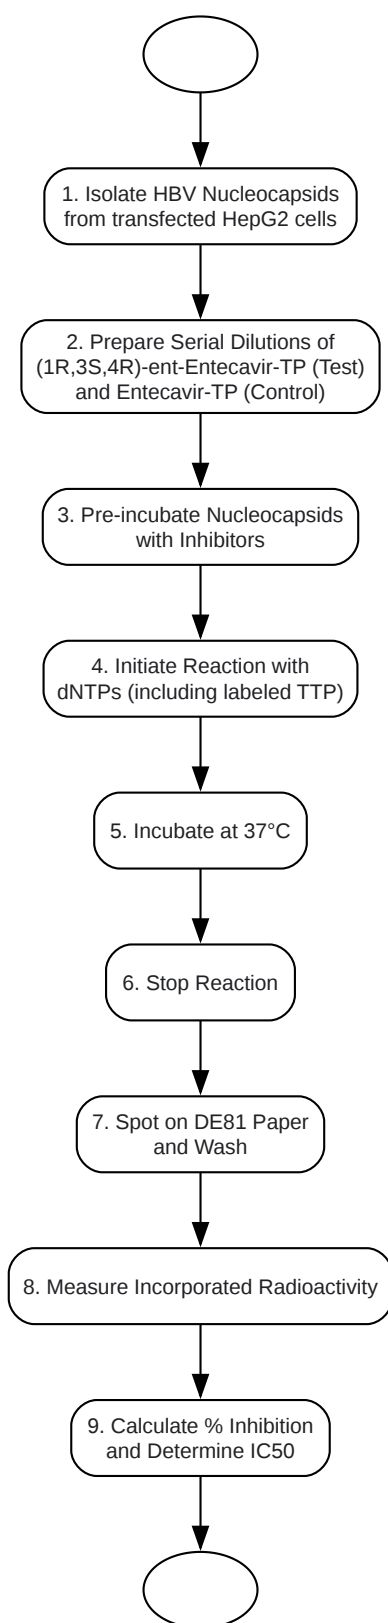 1. Isolate HBV Nucleocapsids
from transfected HepG2 cells
2. Prepare Serial Dilutions of
(1R,3S,4R)-ent-Entecavir-TP (Test)
and Entecavir-TP (Control)
3. Pre-incubate Nucleocapsids
with Inhibitors
4. Initiate Reaction with
dNTPs (including labeled TTP)
5. Incubate at 37°C
6. Stop Reaction
7. Spot on DE81 Paper
and Wash
8. Measure Incorporated Radioactivity
9. Calculate % Inhibition
and Determine IC50